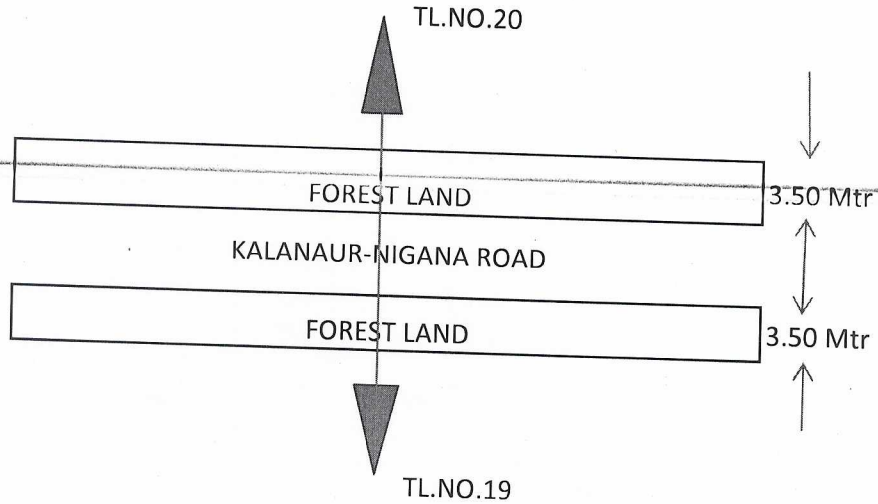 TL.NO.20
FOREST LAND
3.50 Mtr
KALANAUR-NIGANA ROAD
FOREST LAND
3.50 Mtr
TL.NO.19